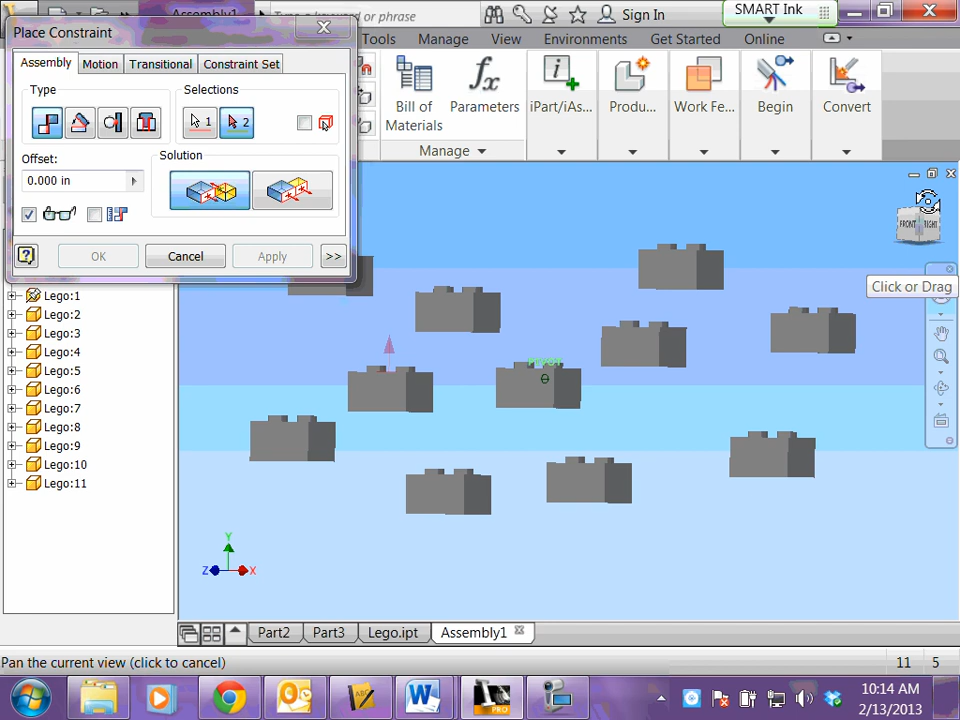 Assembly1
Type a keyword or phrase
Sign In
SMART Ink
Place Constraint
Tools
Manage
View
Environments
Get Started
Online
Assembly
Motion
Transitional
Constraint Set
Type
Selections
1
2
Bill of
Materials
Parameters
iPart/iAs...
Produ...
Work Fe...
Begin
Convert
Manage
Offset:
Solution
0.000 in
OK
Cancel
Apply
>>
FRONT
RIGHT
Click or Drag
Lego:1
Lego:2
Lego:3
Lego:4
Lego:5
Lego:6
Lego:7
Lego:8
Lego:9
Lego:10
Lego:11
Y
Z
X
Part2
Part3
Lego.ipt
Assembly1
Pan the current view (click to cancel)
11
5
PRO
10:14 AM
2/13/2013